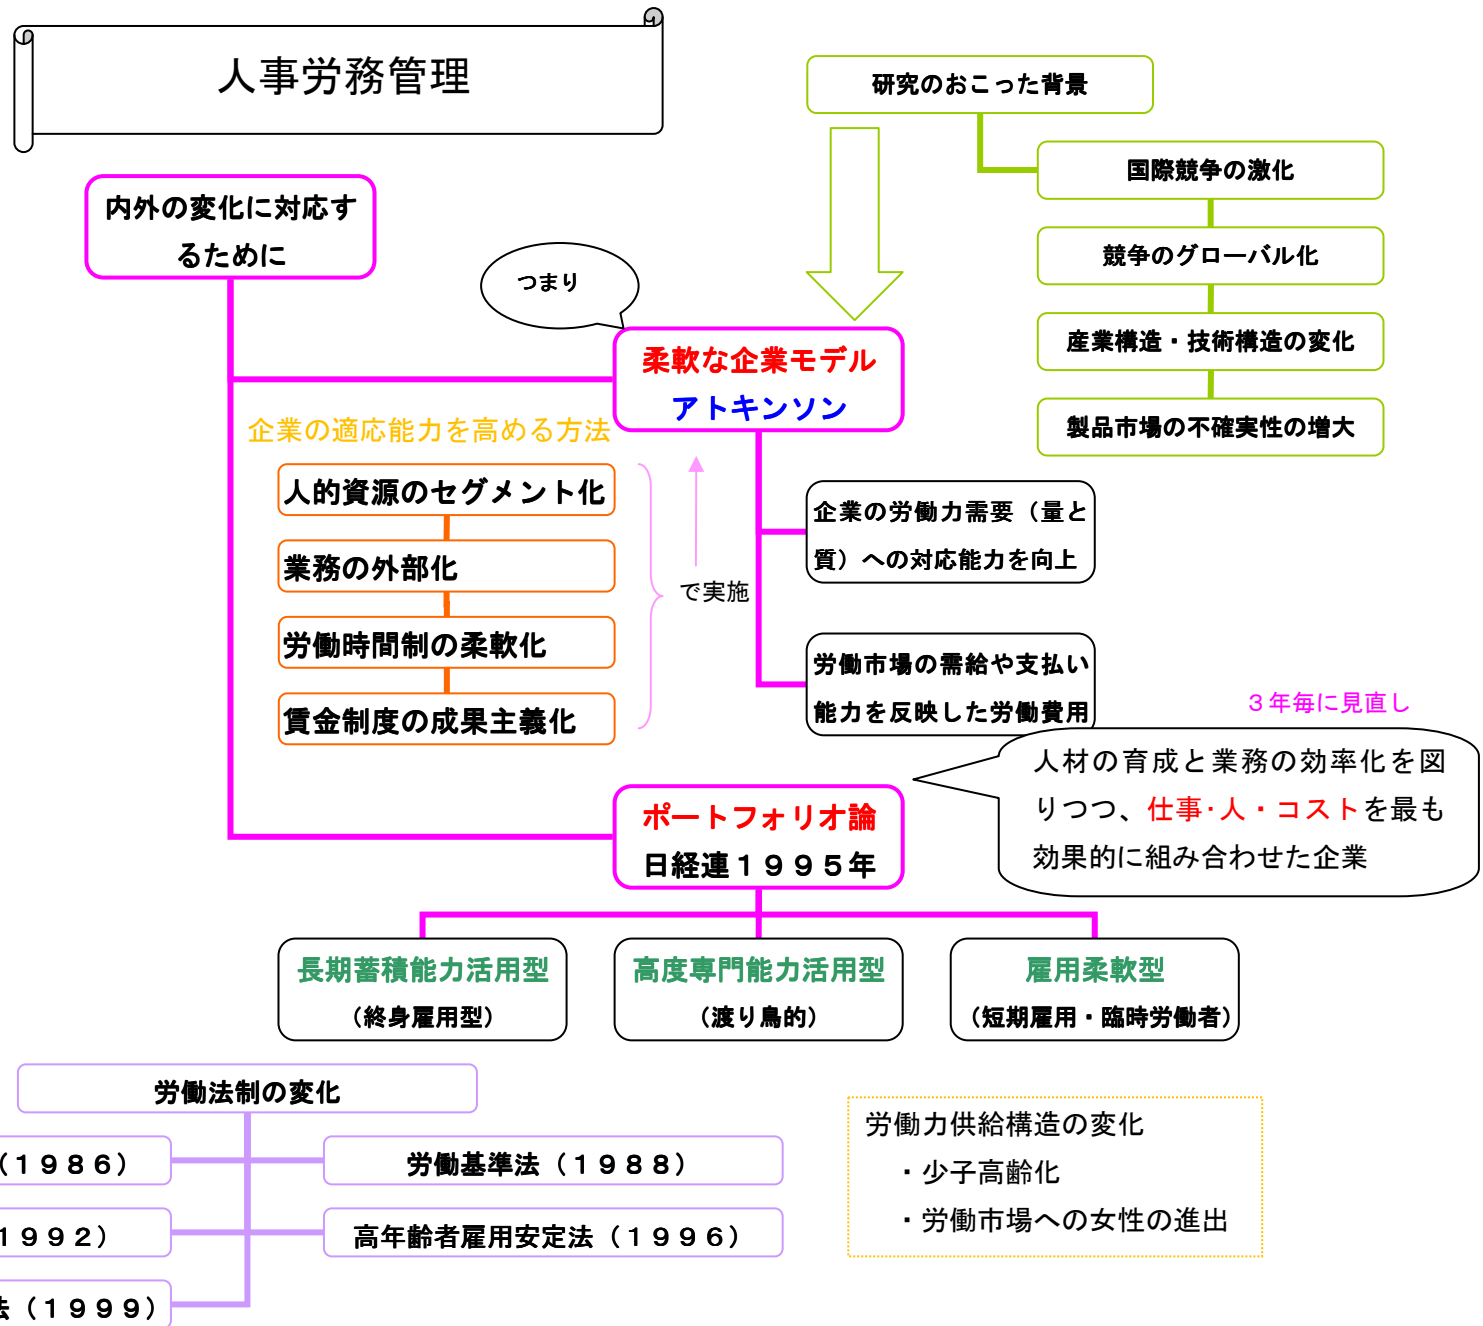 人事労務管理
研究のおこった背景
国際競争の激化
競争のグローバル化
産業構造・技術構造の変化
製品市場の不確実性の増大
内外の変化に対応す
るために
つまり
柔軟な企業モデル
アトキンソン
企業の適応能力を高める方法
人的資源のセグメント化
業務の外部化
労働時間制の柔軟化
賃金制度の成果主義化
で実施
企業の労働力需要（量と
質）への対応能力を向上
労働市場の需給や支払い
能力を反映した労働費用
３年毎に見直し
人材の育成と業務の効率化を図
りつつ、仕事・人・コストを最も
効果的に組み合わせた企業
ポートフォリオ論
日経連１９９５年
長期蓄積能力活用型
（終身雇用型）
高度専門能力活用型
（渡り鳥的）
雇用柔軟型
（短期雇用・臨時労働者）
労働法制の変化
（１９８６）
労働基準法（１９８８）
１９９２）
高年齢者雇用安定法（１９９６）
法（１９９９）
労働力供給構造の変化
・少子高齢化
・労働市場への女性の進出